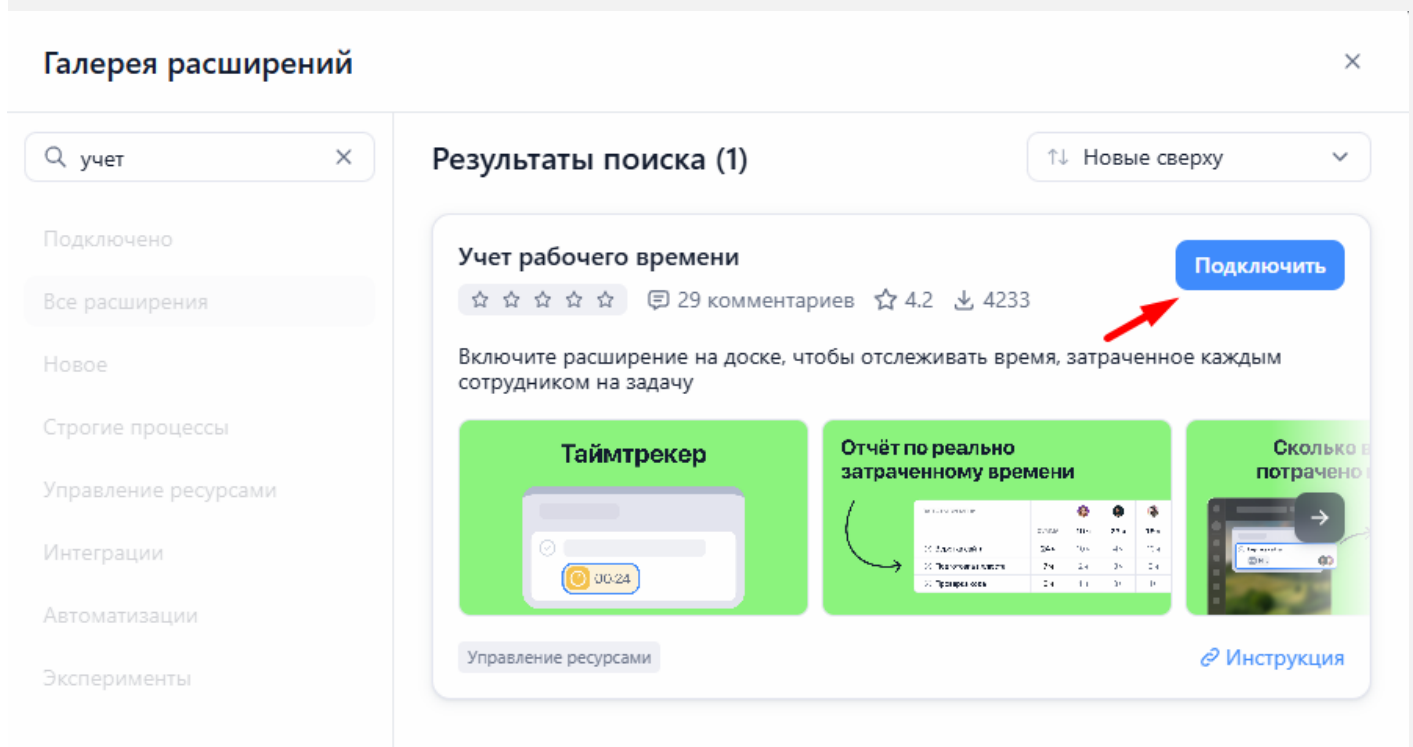 Галерея расширений
учет
Подключено
Все расширения
Новое
Строгие процессы
Управление ресурсами
Интеграции
Автоматизации
Эксперименты
Результаты поиска (1)
Новые сверху
Учет рабочего времени
Подключить
29 комментариев 4.2 4233
Включите расширение на доске, чтобы отслеживать время, затраченное каждым
сотрудником на задачу
Таймтрекер
00:24
Отчёт по реально
затраченному времени
Сколько в
потрачено
Управление ресурсами
Инструкция